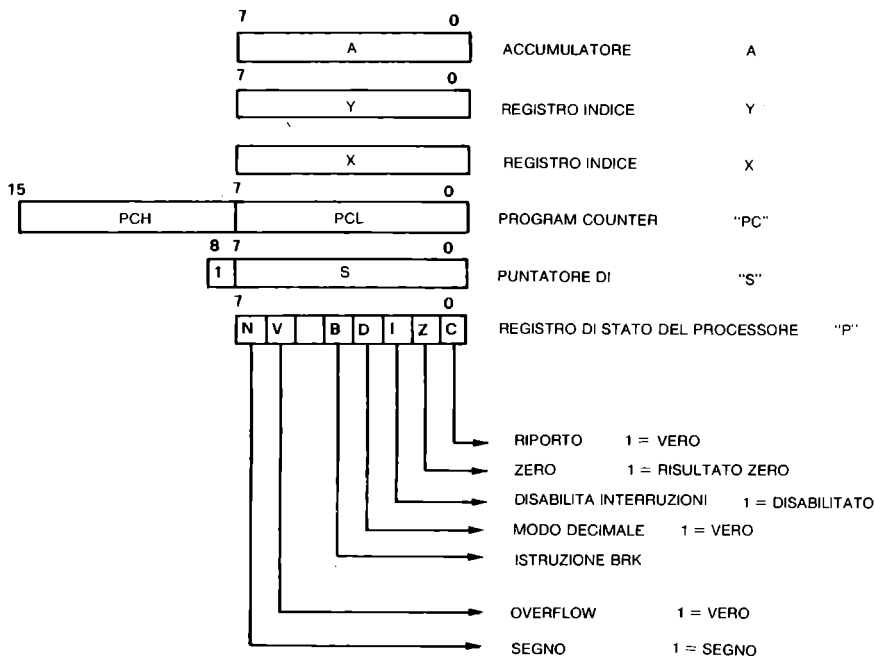 7 0
A ACCUMULATORE A
7 0
Y REGISTRO INDICE Y
X REGISTRO INDICE X
15 7 0
PCH PCL PROGRAM COUNTER "PC"
8 7 0
1 S PUNTATORE DI "S"
7 0
N V B D I Z C REGISTRO DI STATO DEL PROCESSORE "P"
RIPORTO 1 = VERO
ZERO 1 = RISULTATO ZERO
DISABILITA INTERRUZIONI 1 = DISABILITATO
MODO DECIMALE 1 = VERO
ISTRUZIONE BRK
OVERFLOW 1 = VERO
SEGNO 1 = SEGNO